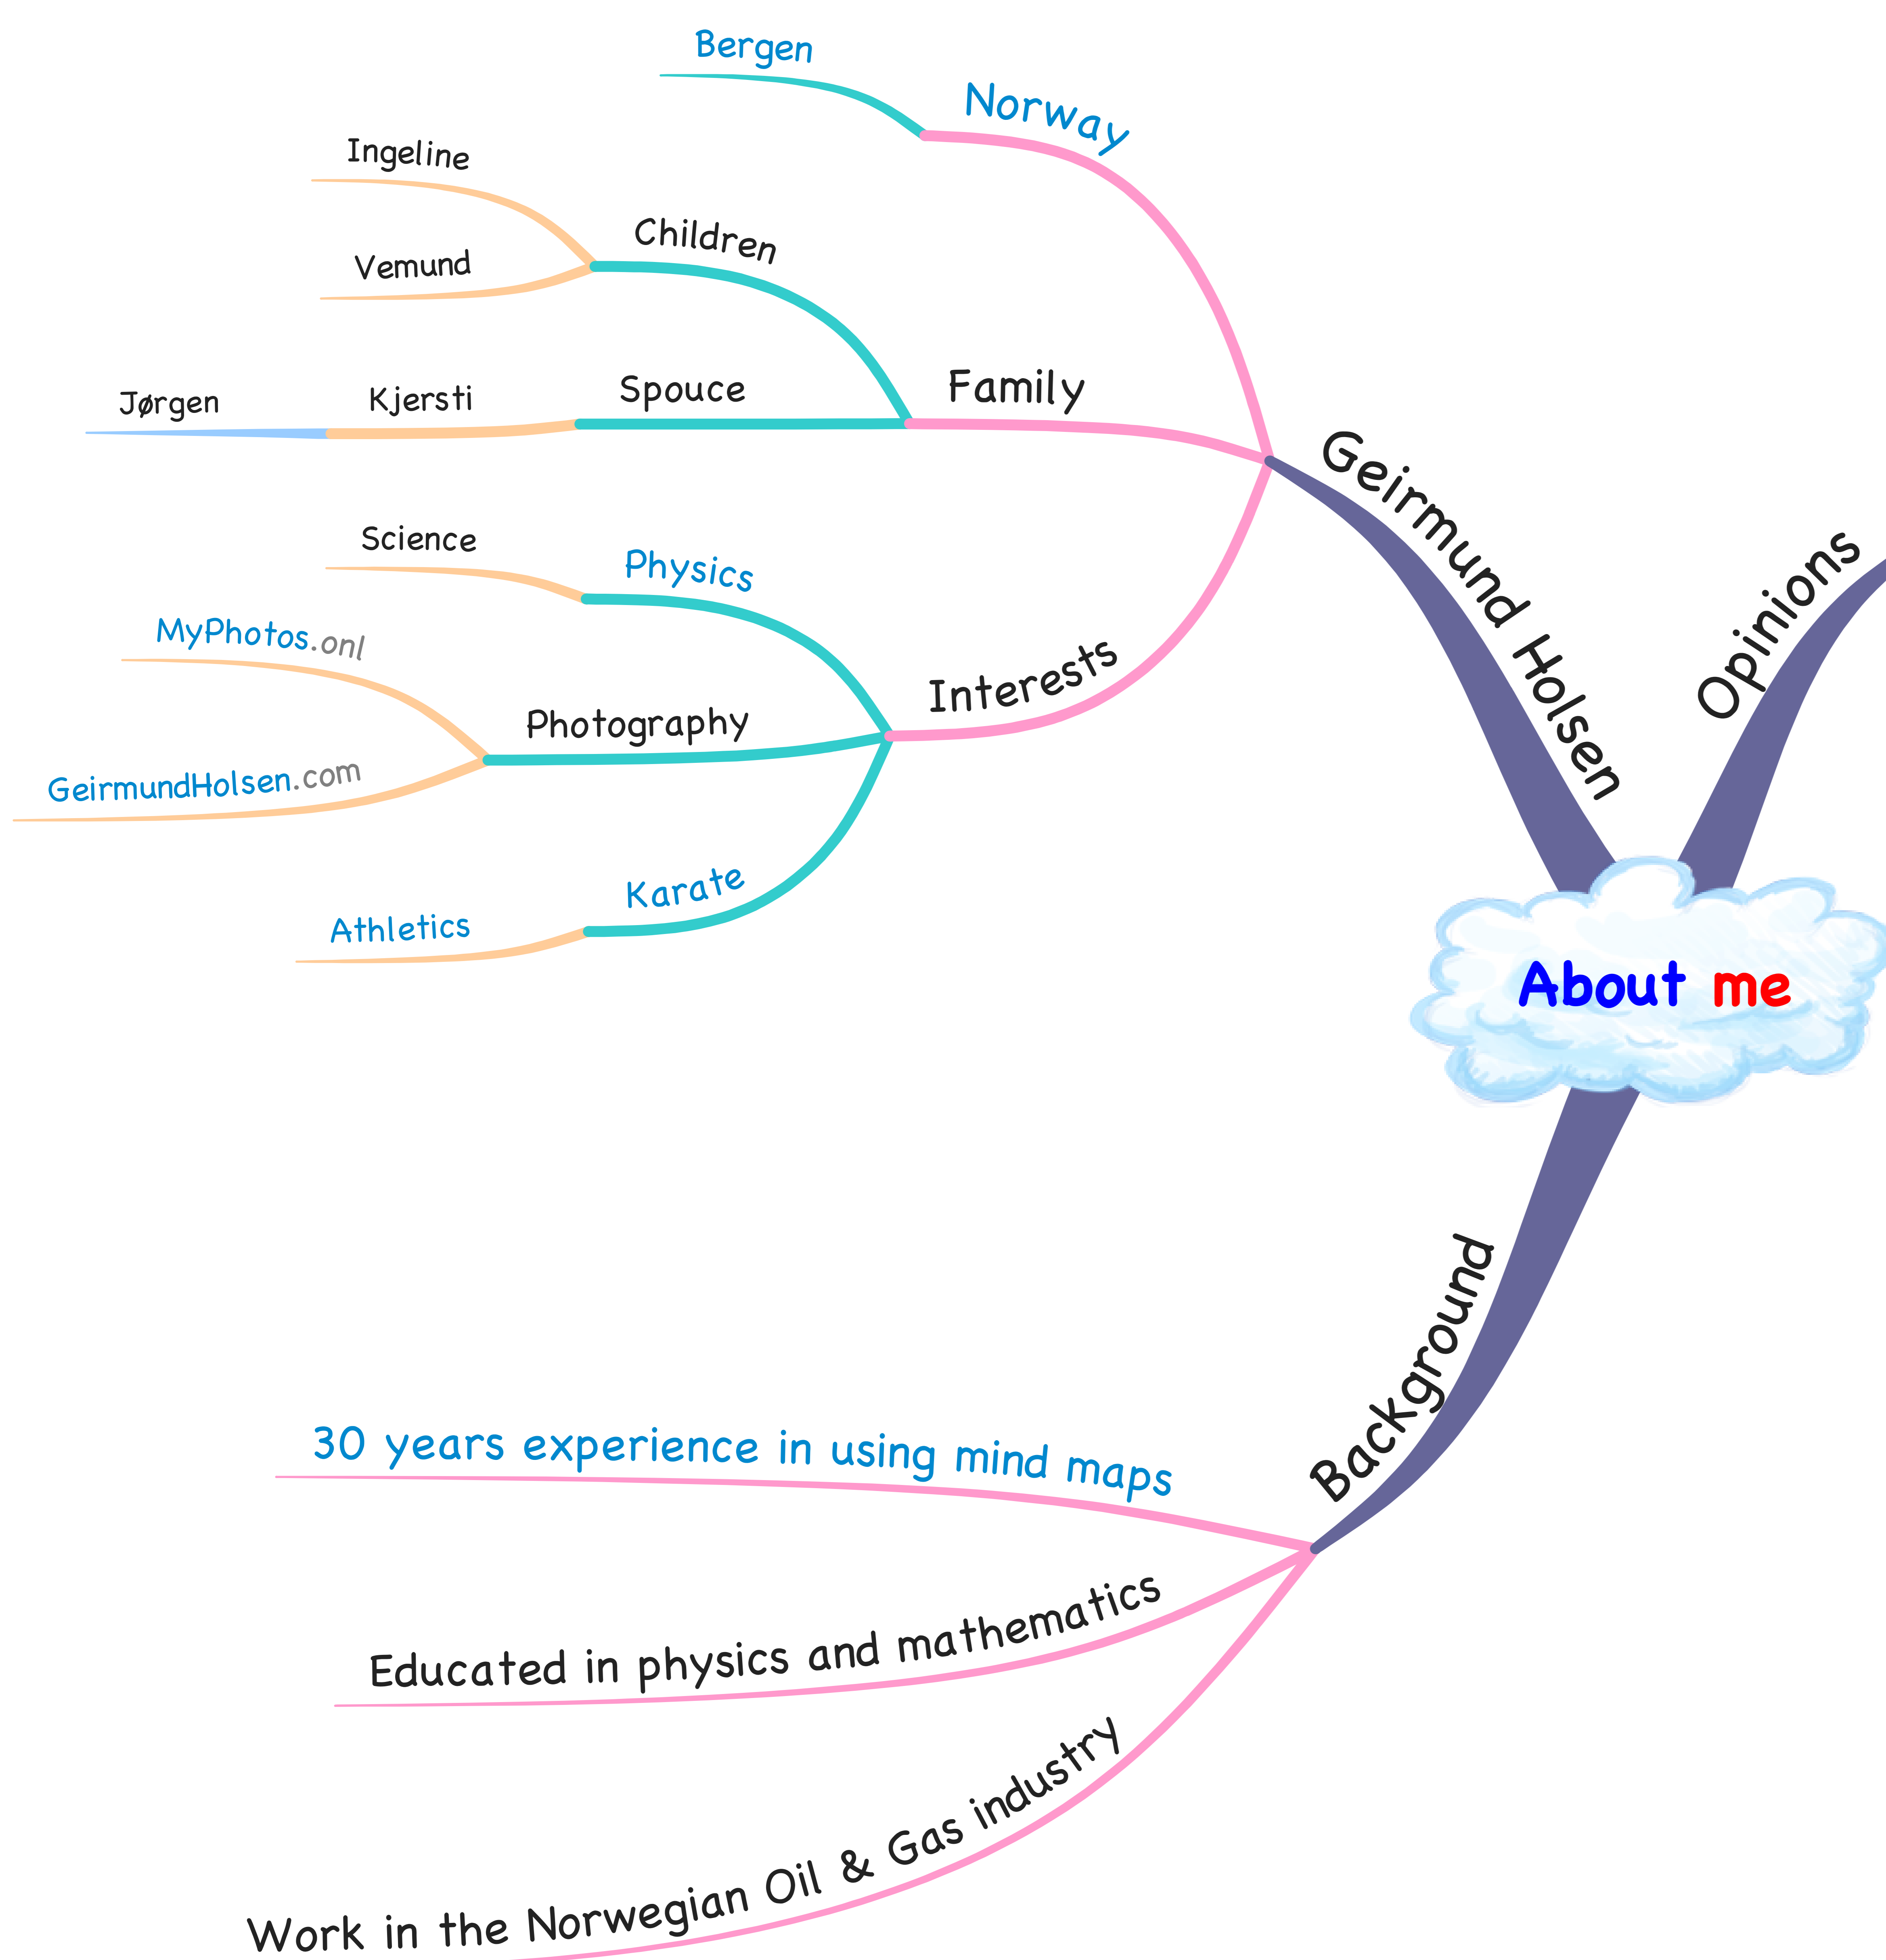 Bergen
Norway
Ingeline
Children
Vemund
Jørgen
Kjersti
Spouce
Family
Geirmund Holsen
Science
Physics
MyPhotos.onl
Photography
GeirmundHolsen.com
Interests
Karate
Athletics
Opinions
About me
Background
30 years experience in using mind maps
Educated in physics and mathematics
Work in the Norwegian Oil & Gas industry